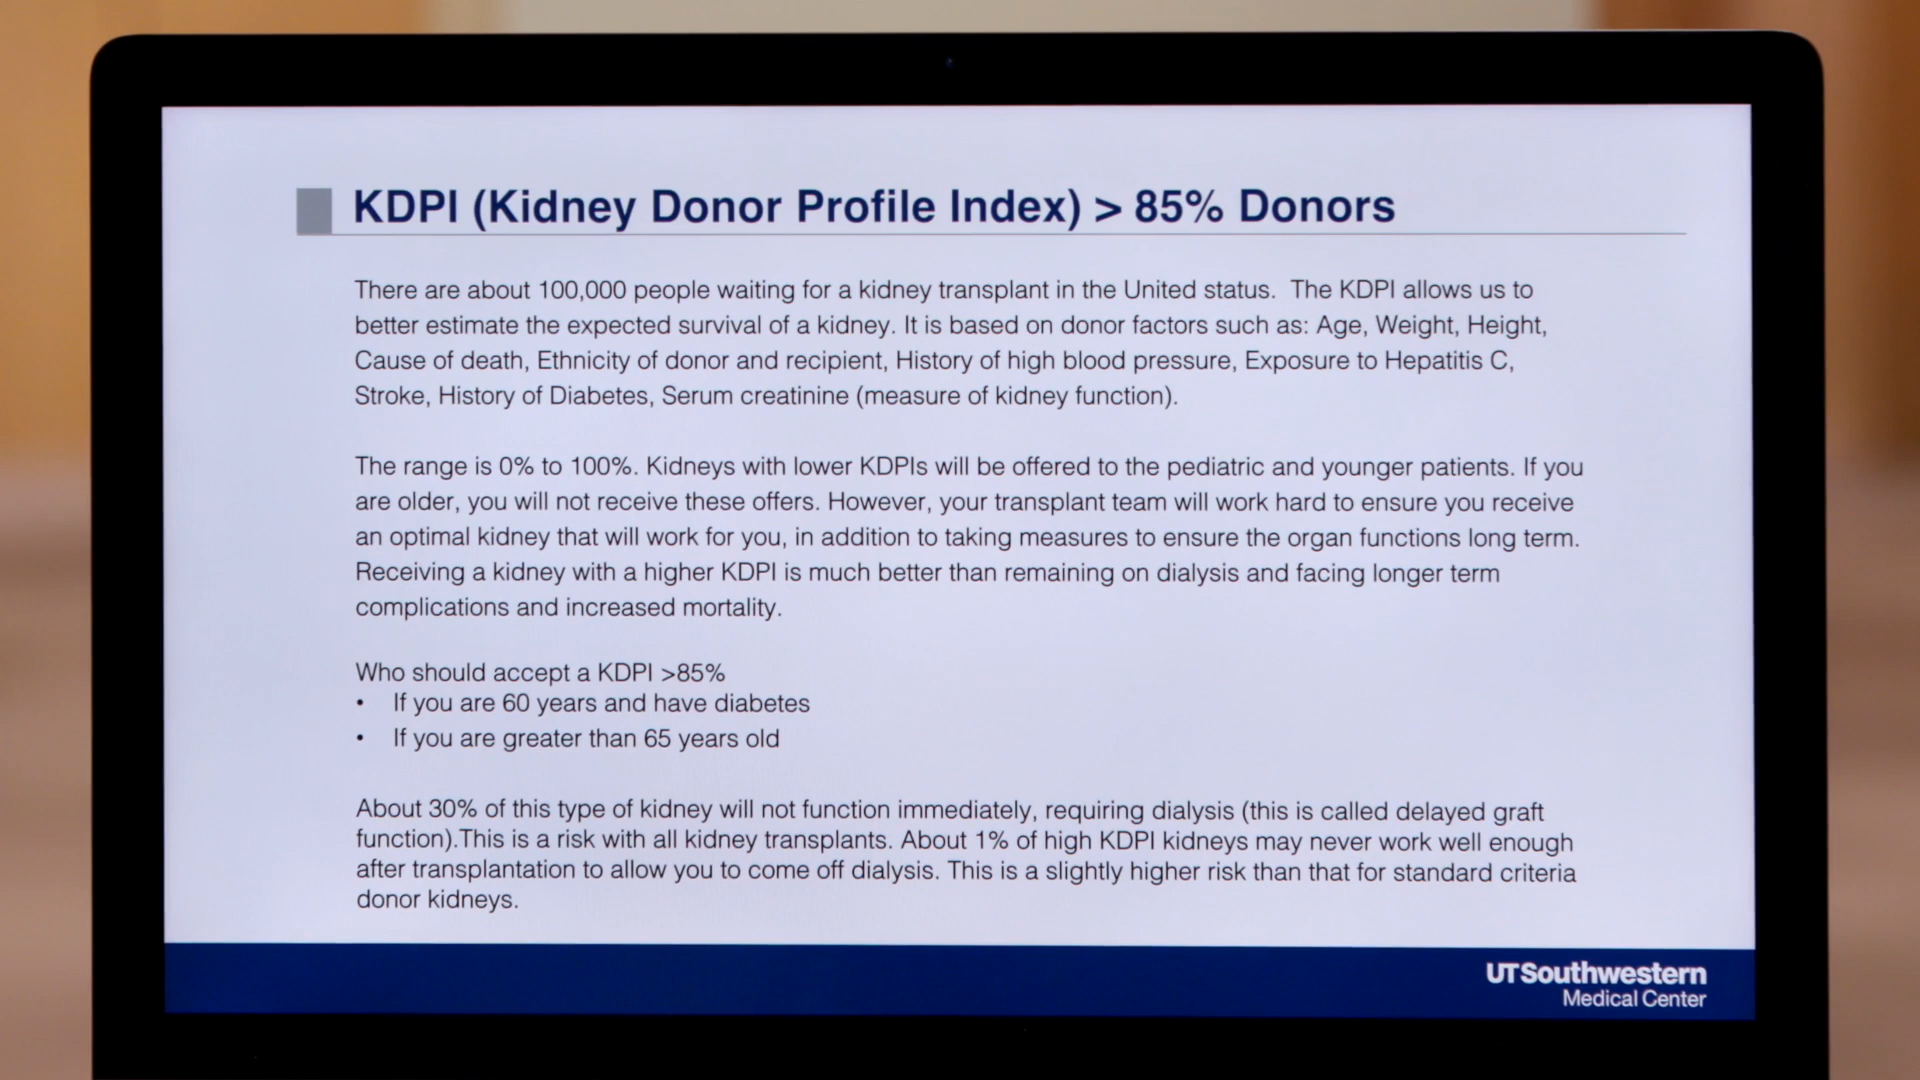 KDPI (Kidney Donor Profile Index) > 85% Donors
There are about 100,000 people waiting for a kidney transplant in the United status.  The KDPI allows us to
better estimate the expected survival of a kidney. It is based on donor factors such as: Age, Weight, Height,
Cause of death, Ethnicity of donor and recipient, History of high blood pressure, Exposure to Hepatitis C,
Stroke, History of Diabetes, Serum creatinine (measure of kidney function).
The range is 0% to 100%. Kidneys with lower KDPIs will be offered to the pediatric and younger patients. If you
are older, you will not receive these offers. However, your transplant team will work hard to ensure you receive
an optimal kidney that will work for you, in addition to taking measures to ensure the organ functions long term.
Receiving a kidney with a higher KDPI is much better than remaining on dialysis and facing longer term
complications and increased mortality.
Who should accept a KDPI >85%
• If you are 60 years and have diabetes
• If you are greater than 65 years old
About 30% of this type of kidney will not function immediately, requiring dialysis (this is called delayed graft
function).This is a risk with all kidney transplants. About 1% of high KDPI kidneys may never work well enough
after transplantation to allow you to come off dialysis. This is a slightly higher risk than that for standard criteria
donor kidneys.
UTSouthwestern
Medical Center